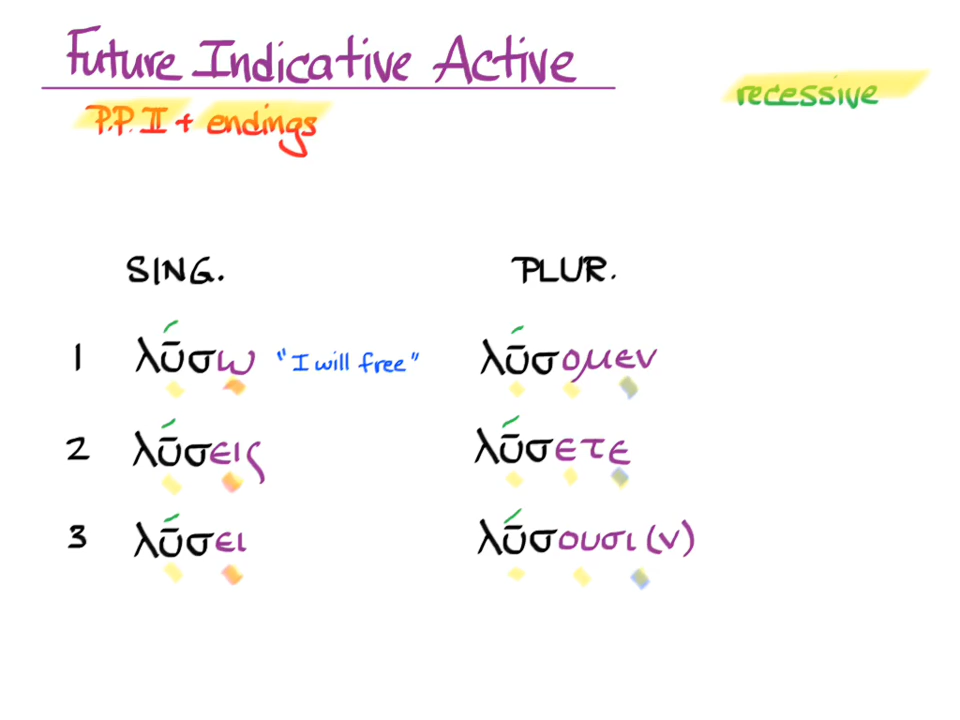 Future Indicative Active
recessive
P.P. II + endings
SING. PLUR.
1 λῡ́σω "I will free" λῡ́σομεν
2 λῡ́σεις λῡ́σετε
3 λῡ́σει λῡ́σουσι(ν)